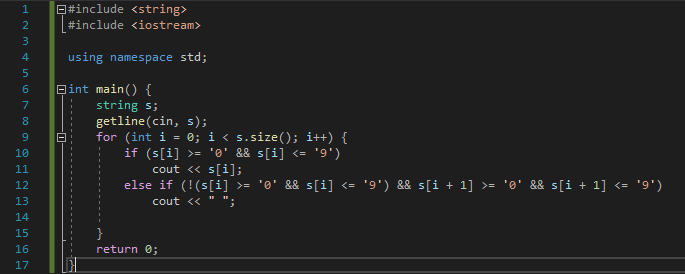 1 #include <string>
2 #include <iostream>
3
4 using namespace std;
5
6 int main() {
7 string s;
8 getline(cin, s);
9 for (int i = 0; i < s.size(); i++) {
10 if (s[i] >= '0' && s[i] <= '9')
11 cout << s[i];
12 else if (!(s[i] >= '0' && s[i] <= '9') && s[i + 1] >= '0' && s[i + 1] <= '9')
13 cout << " ";
14
15 }
16 return 0;
17 }